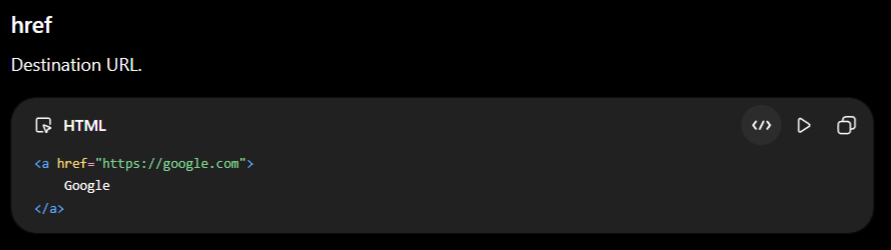 href
Destination URL.
HTML
<a href="https://google.com">
    Google
</a>